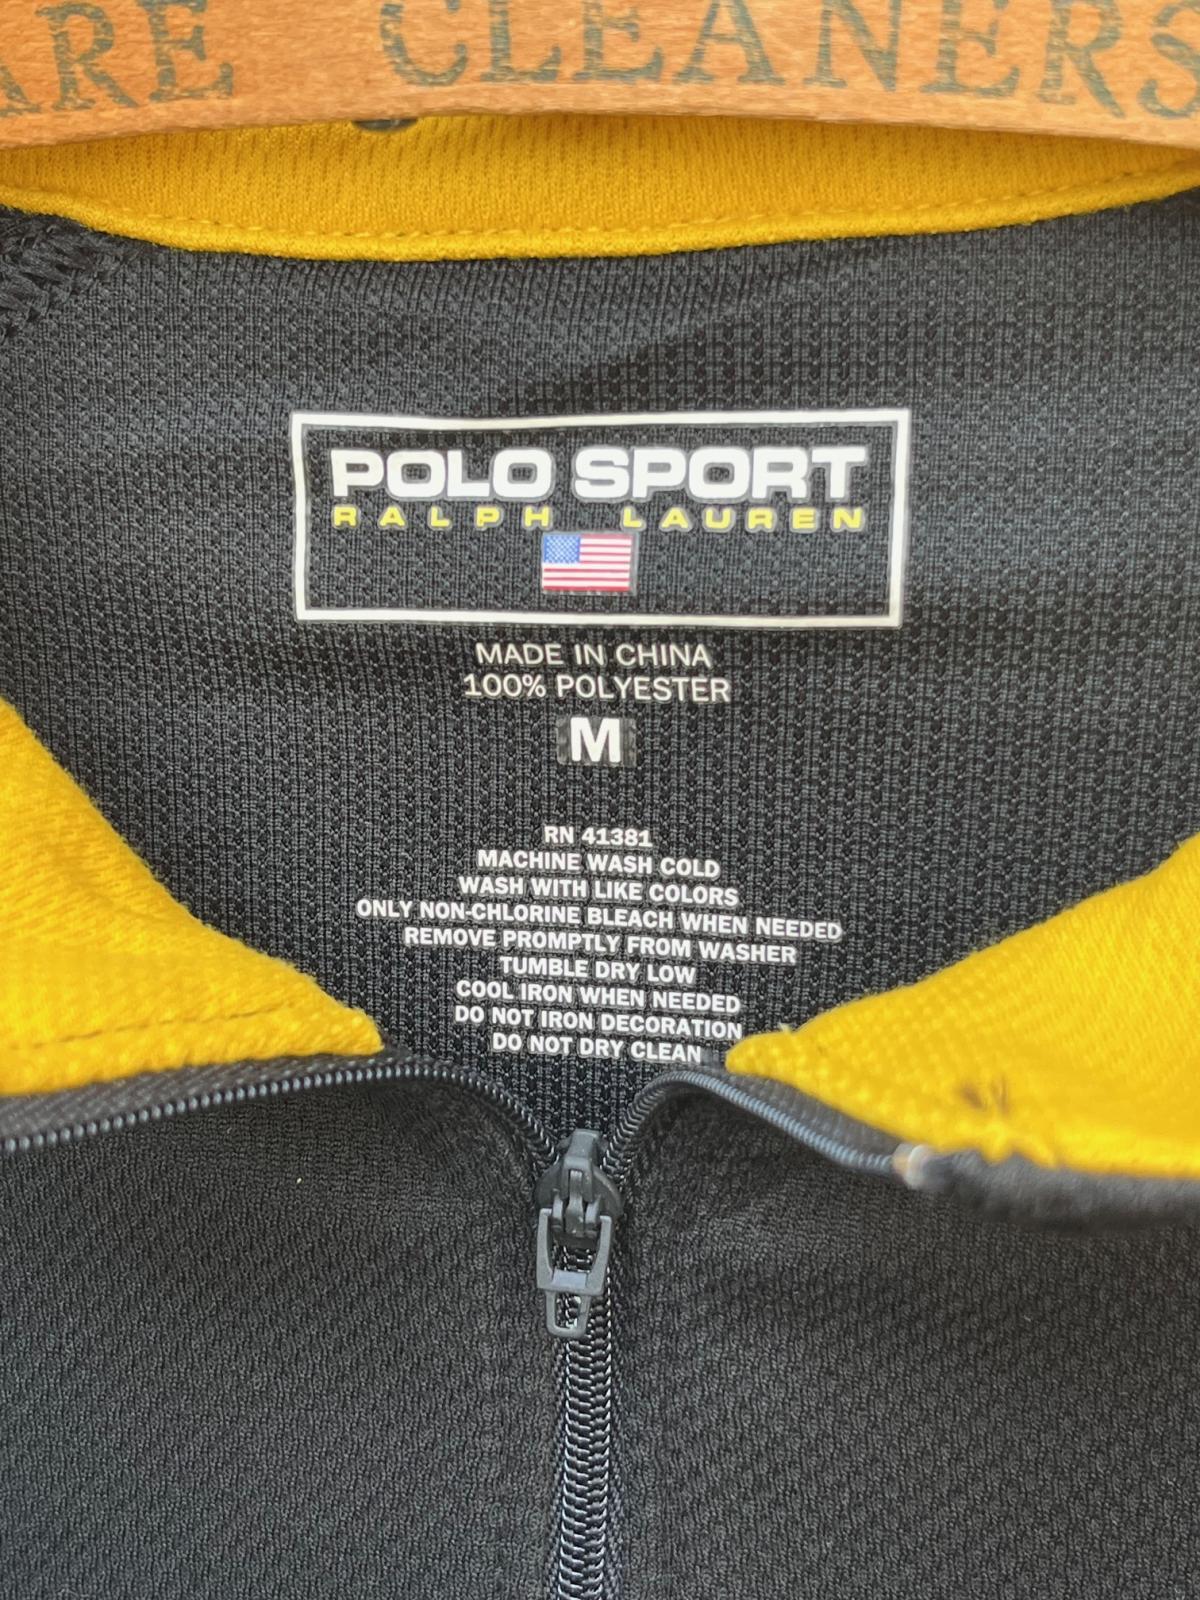 ARE CLEANERS
POLO SPORT
RALPH LAUREN
MADE IN CHINA
100% POLYESTER
M
RN 41381
MACHINE WASH COLD
WASH WITH LIKE COLORS
ONLY NON-CHLORINE BLEACH WHEN NEEDED
REMOVE PROMPTLY FROM WASHER
TUMBLE DRY LOW
COOL IRON WHEN NEEDED
DO NOT IRON DECORATION
DO NOT DRY CLEAN